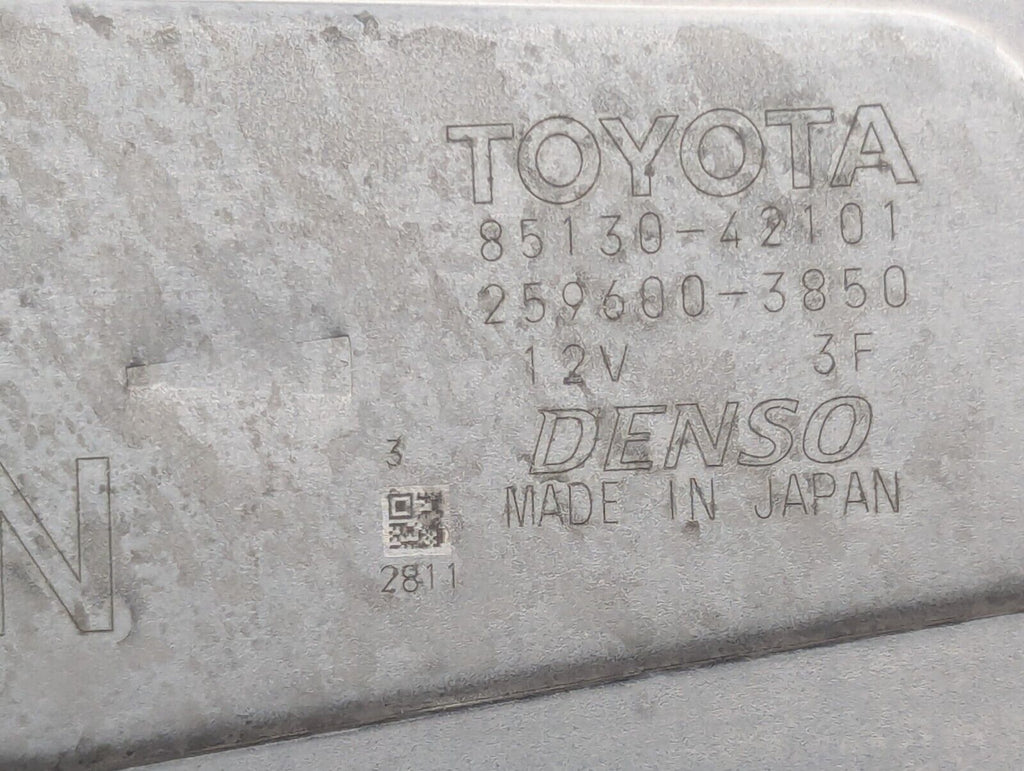 TOYOTA
85130-42101
259600-3850
12V 3F
DENSO
MADE IN JAPAN
3
2811
N